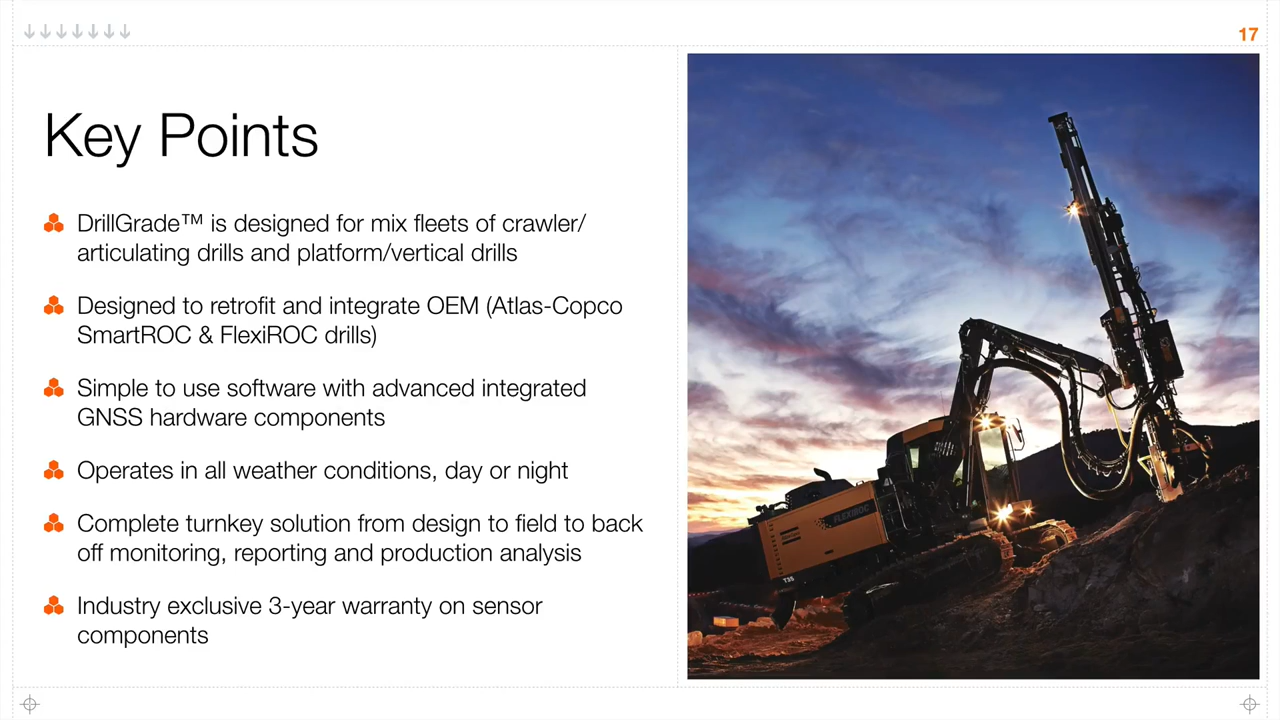 17
Key Points
DrillGrade™ is designed for mix fleets of crawler/
articulating drills and platform/vertical drills
Designed to retrofit and integrate OEM (Atlas-Copco
SmartROC & FlexiROC drills)
Simple to use software with advanced integrated
GNSS hardware components
Operates in all weather conditions, day or night
Complete turnkey solution from design to field to back
off monitoring, reporting and production analysis
Industry exclusive 3-year warranty on sensor
components
FLEXIROC
T35